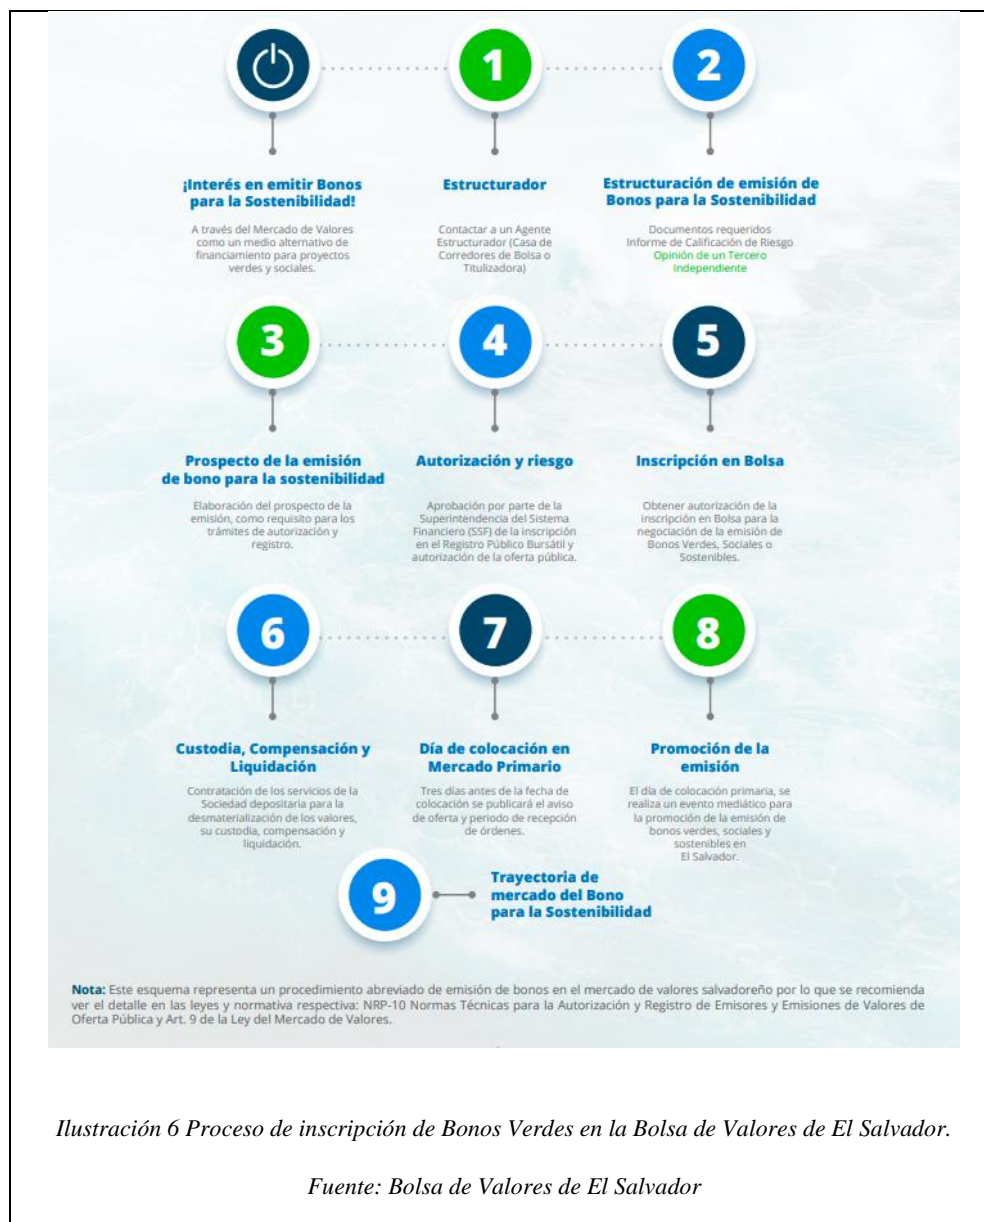 1
2
¡Interés en emitir Bonos
para la Sostenibilidad!
A través del Mercado de Valores
como un medio alternativo de
financiamiento para proyectos
verdes y sociales.
Estructurador
Contactar a un Agente
Estructurador (Casa de
Corredores de Bolsa o
Titulizadora)
Estructuración de emisión de
Bonos para la Sostenibilidad
Documentos requeridos
Informe de Calificación de Riesgo
Opinión de un Tercero
Independiente
3
4
5
Prospecto de la emisión
de bono para la sostenibilidad
Elaboración del prospecto de la
emisión, como requisito para los
trámites de autorización y
registro.
Autorización y riesgo
Aprobación por parte de la
Superintendencia del Sistema
Financiero (SSF) de la inscripción
en el Registro Público Bursátil y
autorización de la oferta pública.
Inscripción en Bolsa
Obtener autorización de la
inscripción en Bolsa para la
negociación de la emisión de
Bonos Verdes, Sociales o
Sostenibles.
6
7
8
Custodia, Compensación y
Liquidación
Contratación de los servicios de la
Sociedad depositaria para la
desmaterialización de los valores,
su custodia, compensación y
liquidación.
Día de colocación en
Mercado Primario
Tres días antes de la fecha de
colocación se publicará el aviso
de oferta y periodo de recepción
de órdenes.
Promoción de la
emisión
El día de colocación primaria, se
realiza un evento mediático para
la promoción de la emisión de
bonos verdes, sociales y
sostenibles en
El Salvador.
9
Trayectoria de
mercado del Bono
para la Sostenibilidad
Nota: Este esquema representa un procedimiento abreviado de emisión de bonos en el mercado de valores salvadoreño por lo que se recomienda
ver el detalle en las leyes y normativa respectiva: NRP-10 Normas Técnicas para la Autorización y Registro de Emisores y Emisiones de Valores de
Oferta Pública y Art. 9 de la Ley del Mercado de Valores.
Ilustración 6 Proceso de inscripción de Bonos Verdes en la Bolsa de Valores de El Salvador.
Fuente: Bolsa de Valores de El Salvador